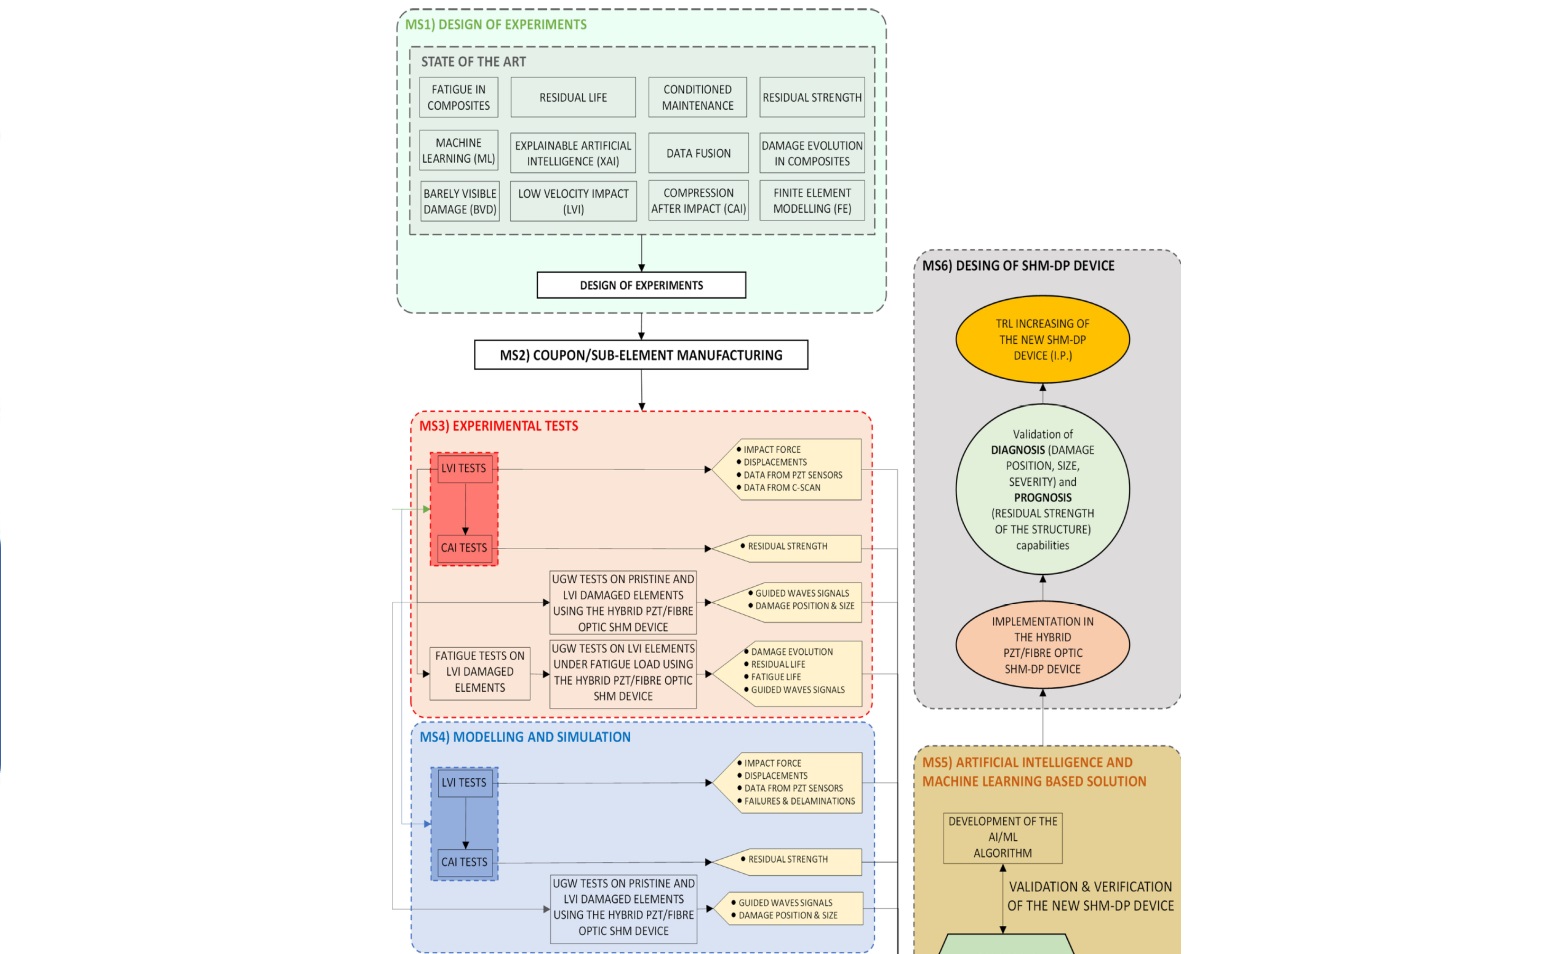 MS1) DESIGN OF EXPERIMENTS
STATE OF THE ART
FATIGUE IN
COMPOSITES
RESIDUAL LIFE
CONDITIONED
MAINTENANCE
RESIDUAL STRENGTH
MACHINE
LEARNING (ML)
EXPLAINABLE ARTIFICIAL
INTELLIGENCE (XAI)
DATA FUSION
DAMAGE EVOLUTION
IN COMPOSITES
BARELY VISIBLE
DAMAGE (BVD)
LOW VELOCITY IMPACT
(LVI)
COMPRESSION
AFTER IMPACT (CAI)
FINITE ELEMENT
MODELLING (FE)
DESIGN OF EXPERIMENTS
MS2) COUPON/SUB-ELEMENT MANUFACTURING
MS3) EXPERIMENTAL TESTS
LVI TESTS
• IMPACT FORCE
• DISPLACEMENTS
• DATA FROM PZT SENSORS
• DATA FROM C-SCAN
CAI TESTS
• RESIDUAL STRENGTH
UGW TESTS ON PRISTINE AND
LVI DAMAGED ELEMENTS
USING THE HYBRID PZT/FIBRE
OPTIC SHM DEVICE
• GUIDED WAVES SIGNALS
• DAMAGE POSITION & SIZE
FATIGUE TESTS ON
LVI DAMAGED
ELEMENTS
UGW TESTS ON LVI ELEMENTS
UNDER FATIGUE LOAD USING
THE HYBRID PZT/FIBRE OPTIC
SHM DEVICE
• DAMAGE EVOLUTION
• RESIDUAL LIFE
• FATIGUE LIFE
• GUIDED WAVES SIGNALS
MS4) MODELLING AND SIMULATION
LVI TESTS
• IMPACT FORCE
• DISPLACEMENTS
• DATA FROM PZT SENSORS
• FAILURES & DELAMINATIONS
CAI TESTS
• RESIDUAL STRENGTH
UGW TESTS ON PRISTINE AND
LVI DAMAGED ELEMENTS
USING THE HYBRID PZT/FIBRE
OPTIC SHM DEVICE
• GUIDED WAVES SIGNALS
• DAMAGE POSITION & SIZE
MS6) DESING OF SHM-DP DEVICE
TRL INCREASING OF
THE NEW SHM-DP
DEVICE (I.P.)
Validation of
DIAGNOSIS (DAMAGE
POSITION, SIZE,
SEVERITY) and
PROGNOSIS
(RESIDUAL STRENGTH
OF THE STRUCTURE)
capabilities
IMPLEMENTATION IN
THE HYBRID
PZT/FIBRE OPTIC
SHM-DP DEVICE
MS5) ARTIFICIAL INTELLIGENCE AND
MACHINE LEARNING BASED SOLUTION
DEVELOPMENT OF THE
AI/ML
ALGORITHM
VALIDATION & VERIFICATION
OF THE NEW SHM-DP DEVICE